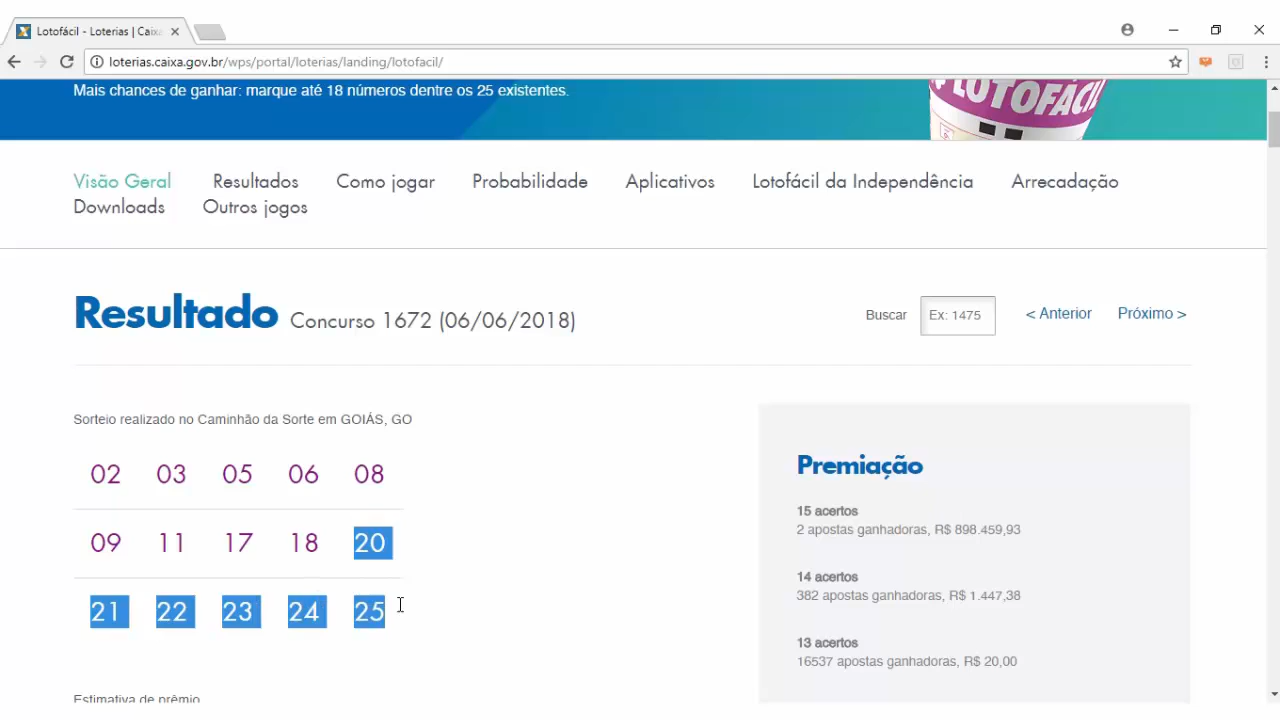 Lotofácil - Loterias | Caix
loterias.caixa.gov.br/wps/portal/loterias/landing/lotofacil/
Mais chances de ganhar: marque até 18 números dentre os 25 existentes.
LOTOFÁCIL
Visão Geral Resultados Como jogar Probabilidade Aplicativos Lotofácil da Independência Arrecadação
Downloads Outros jogos
Resultado Concurso 1672 (06/06/2018)
Buscar Ex: 1475 < Anterior Próximo >
Sorteio realizado no Caminhão da Sorte em GOIÁS, GO
02 03 05 06 08
09 11 17 18 20
21 22 23 24 25
Estimativa de prêmio
Premiação
15 acertos
2 apostas ganhadoras, R$ 898.459,93
14 acertos
382 apostas ganhadoras, R$ 1.447,38
13 acertos
16537 apostas ganhadoras, R$ 20,00